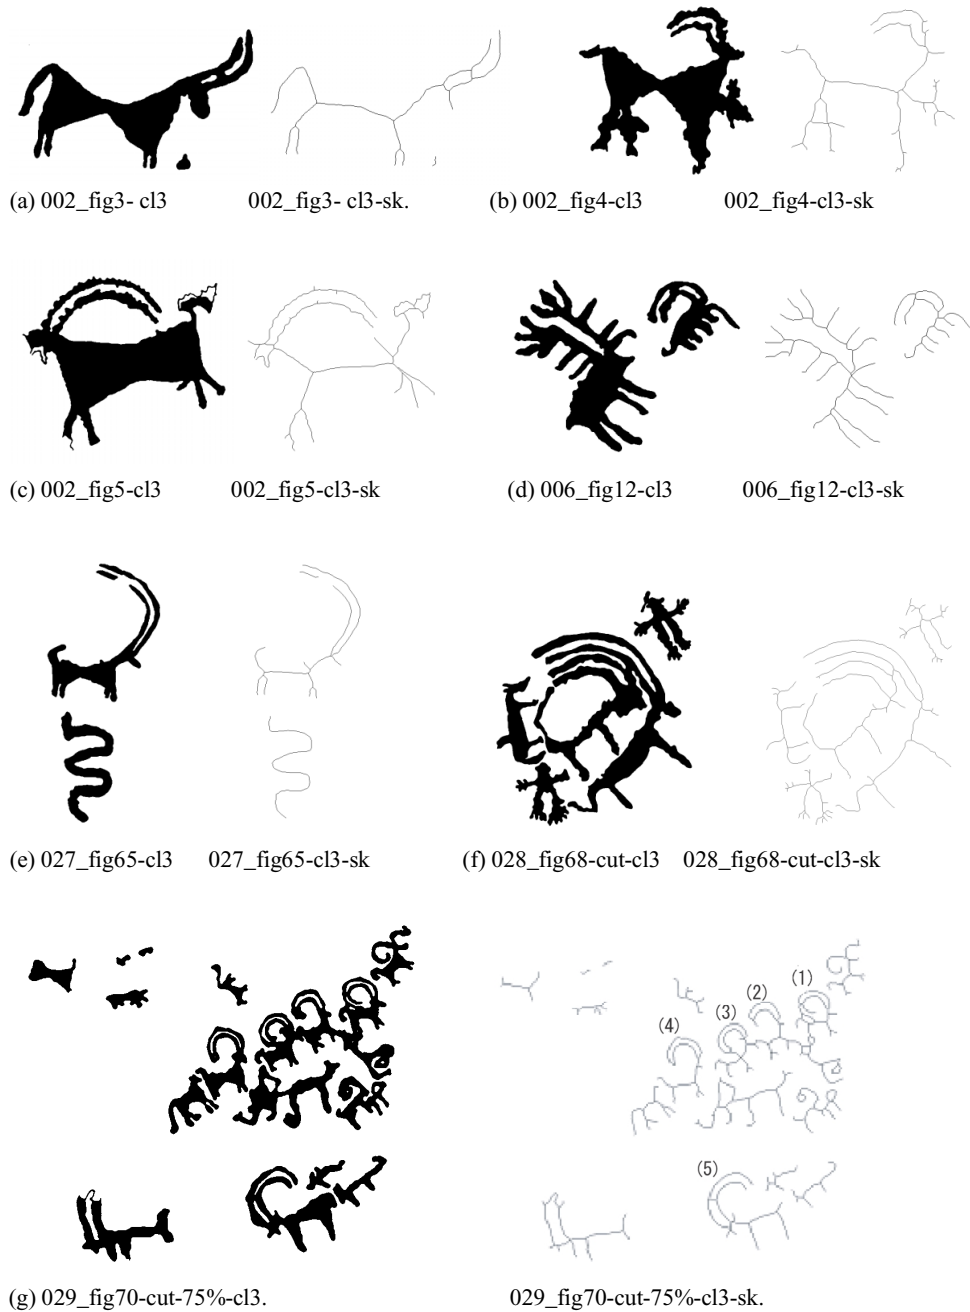 (a) 002_fig3- cl3 002_fig3- cl3-sk. (b) 002_fig4-cl3 002_fig4-cl3-sk
(c) 002_fig5-cl3 002_fig5-cl3-sk (d) 006_fig12-cl3 006_fig12-cl3-sk
(e) 027_fig65-cl3 027_fig65-cl3-sk (f) 028_fig68-cut-cl3 028_fig68-cut-cl3-sk
(1)
(2)
(3)
(4)
(5)
(g) 029_fig70-cut-75%-cl3. 029_fig70-cut-75%-cl3-sk.